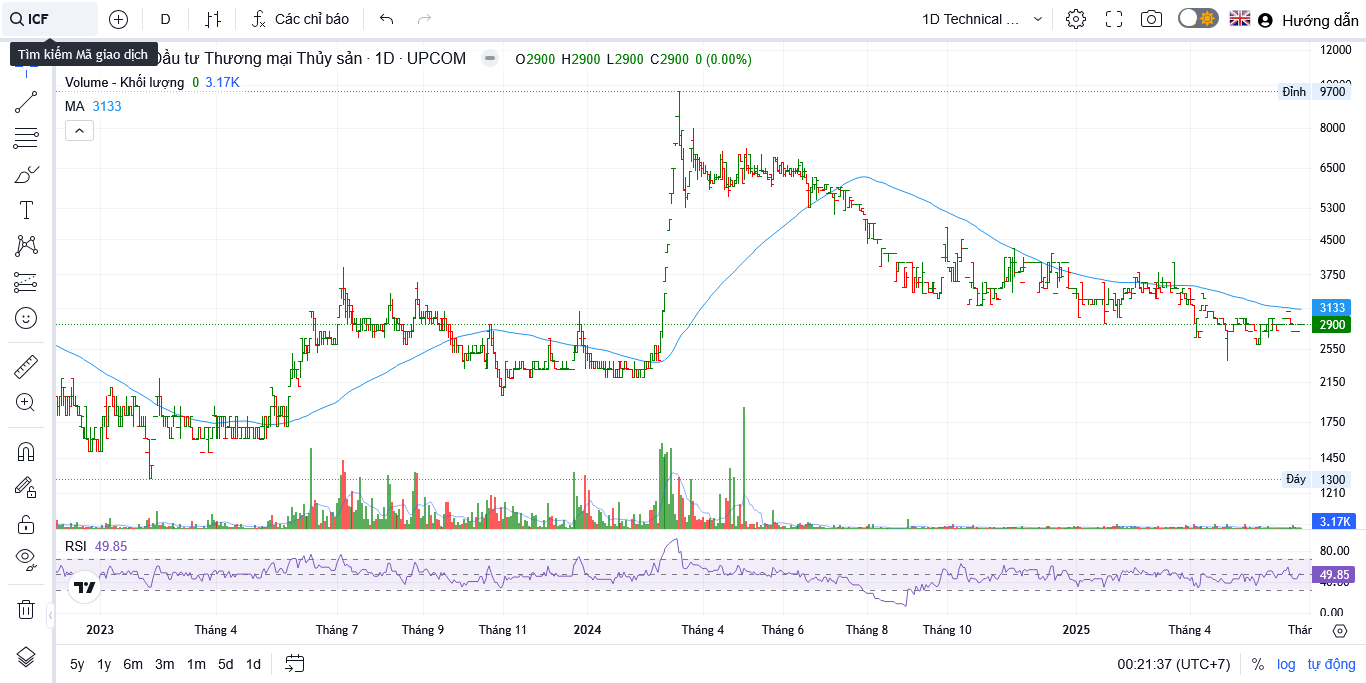 ICF
D
Các chỉ báo
1D Technical ...
Hướng dẫn
Tìm kiếm Mã giao dịch
Đầu tư Thương mại Thủy sản · 1D · UPCOM
O2900 H2900 L2900 C2900 0 (0.00%)
Volume - Khối lượng 0 3.17K
MA 3133
12000
Đỉnh 9700
8000
6500
5300
4500
3750
3133
2900
2550
2150
1750
1450
Đáy 1300
1210
3.17K
RSI 49.85
80.00
49.85
0.00
2023 Tháng 4 Tháng 7 Tháng 9 Tháng 11 2024 Tháng 4 Tháng 6 Tháng 8 Tháng 10 2025 Tháng 4 Thár
5y 1y 6m 3m 1m 5d 1d
00:21:37 (UTC+7) % log tự động